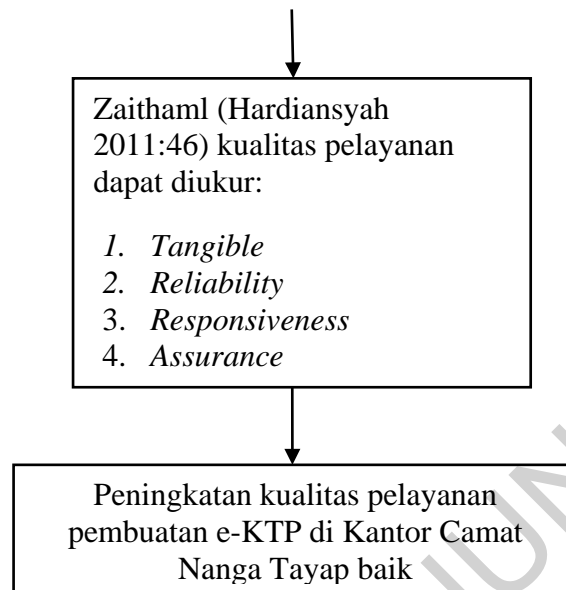 Zaithaml (Hardiansyah
2011:46) kualitas pelayanan
dapat diukur:
1. Tangible
2. Reliability
3. Responsiveness
4. Assurance
Peningkatan kualitas pelayanan
pembuatan e-KTP di Kantor Camat
Nanga Tayap baik
JUN